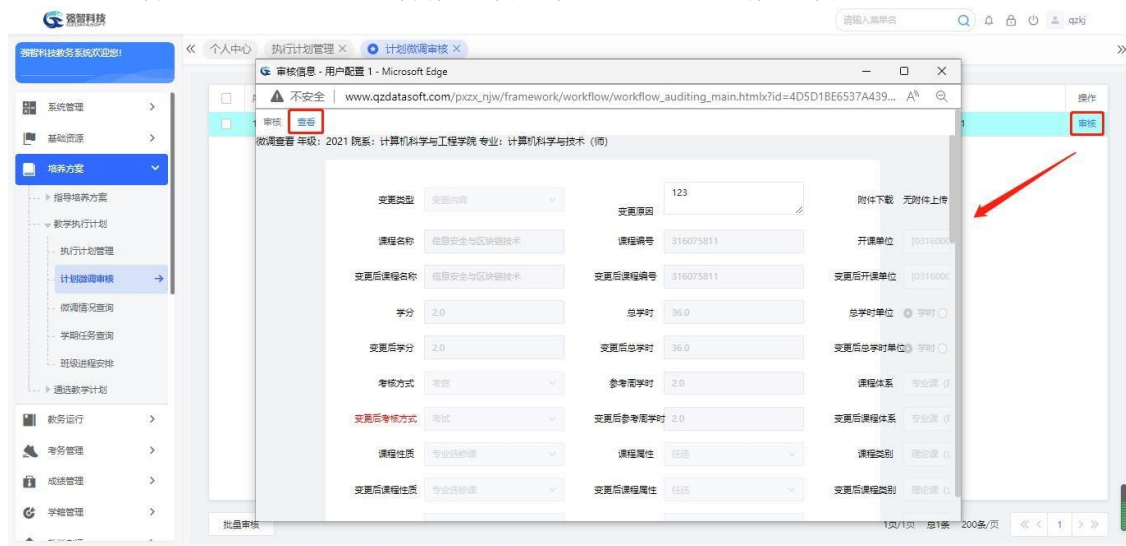 强智科技
QZDATASOFT
请输入菜单名
qzkj
强智科技教务系统欢迎您!
个人中心 执行计划管理 × 计划微调审核 ×
审核信息 - 用户配置 1 - Microsoft Edge
不安全 www.qzdatasoft.com/pxzx_njw/framework/workflow/workflow_auditing_main.htmlx?id=4D5D1BE6537A439...
操作
审核
审核 查看
微调查看 年级: 2021 院系: 计算机科学与工程学院 专业: 计算机科学与技术 (师)
系统管理
基础资源
培养方案
指导培养方案
教学执行计划
执行计划管理
计划微调审核
微调情况查询
学期任务查询
班级进程安排
通选教学计划
教务运行
考务管理
成绩管理
学籍管理
变更类型 变更内容 变更原因 123 附件下载 无附件上传
课程名称 信息安全与区块链技术 课程编号 316075811 开课单位 [031600
变更后课程名称 信息安全与区块链技术 变更后课程编号 316075811 变更后开课单位 [031600
学分 2.0 总学时 36.0 总学时单位 学时
变更后学分 2.0 变更后总学时 36.0 变更后总学时单位 学时
考核方式 考查 参考周学时 2.0 课程体系 专业课
变更后考核方式 考试 变更后参考周学时 2.0 变更后课程体系 专业课
课程性质 专业选修课 课程属性 任选 课程类别 理论课
变更后课程性质 专业选修课 变更后课程属性 任选 变更后课程类别 理论课
批量审核
1页/1页 总1条 200条/页 1